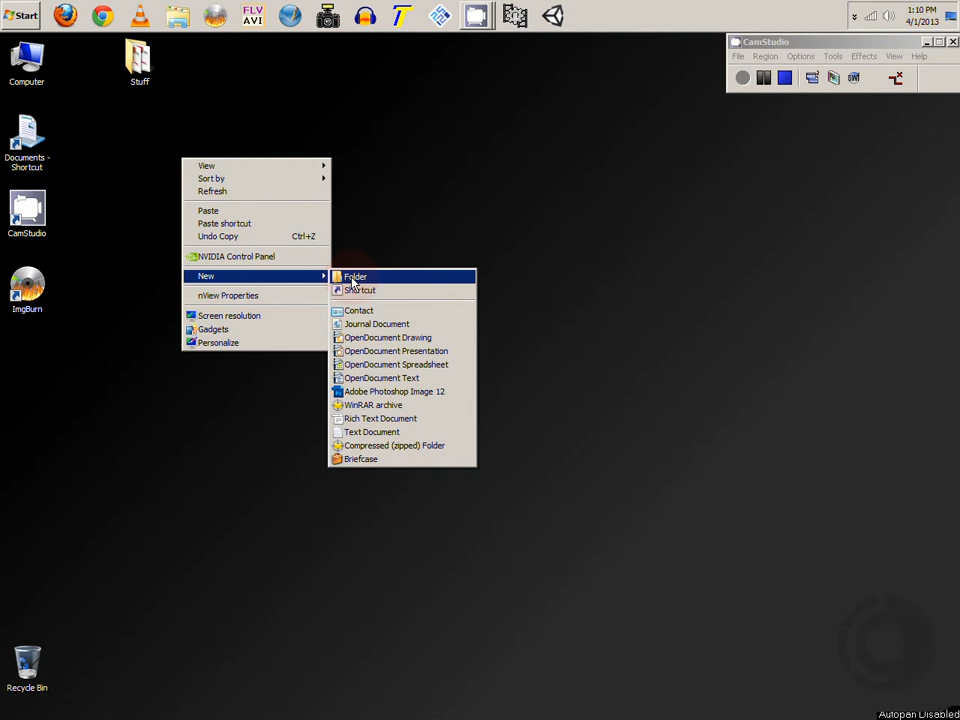 Start
FLV
AVI
T
1:10 PM
4/1/2013
CamStudio
File Region Options Tools Effects View Help
SWF
Computer
Stuff
Documents -
Shortcut
CamStudio
ImgBurn
Recycle Bin
View
Sort by
Refresh
Paste
Paste shortcut
Undo Copy Ctrl+Z
NVIDIA Control Panel
New
nView Properties
Screen resolution
Gadgets
Personalize
Folder
Shortcut
Contact
Journal Document
OpenDocument Drawing
OpenDocument Presentation
OpenDocument Spreadsheet
OpenDocument Text
Adobe Photoshop Image 12
WinRAR archive
Rich Text Document
Text Document
Compressed (zipped) Folder
Briefcase
Autopan Disabled